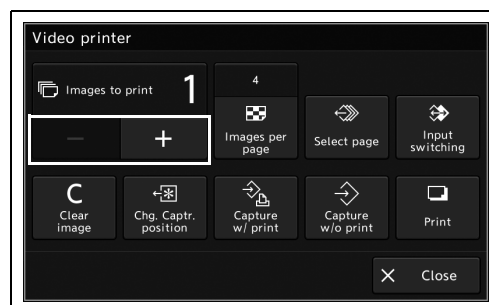 Video printer
Images to print 1
4
− +
Images per
page
Select page
Input
switching
C
Clear
image
Chg. Captr.
position
Capture
w/ print
Capture
w/o print
Print
× Close